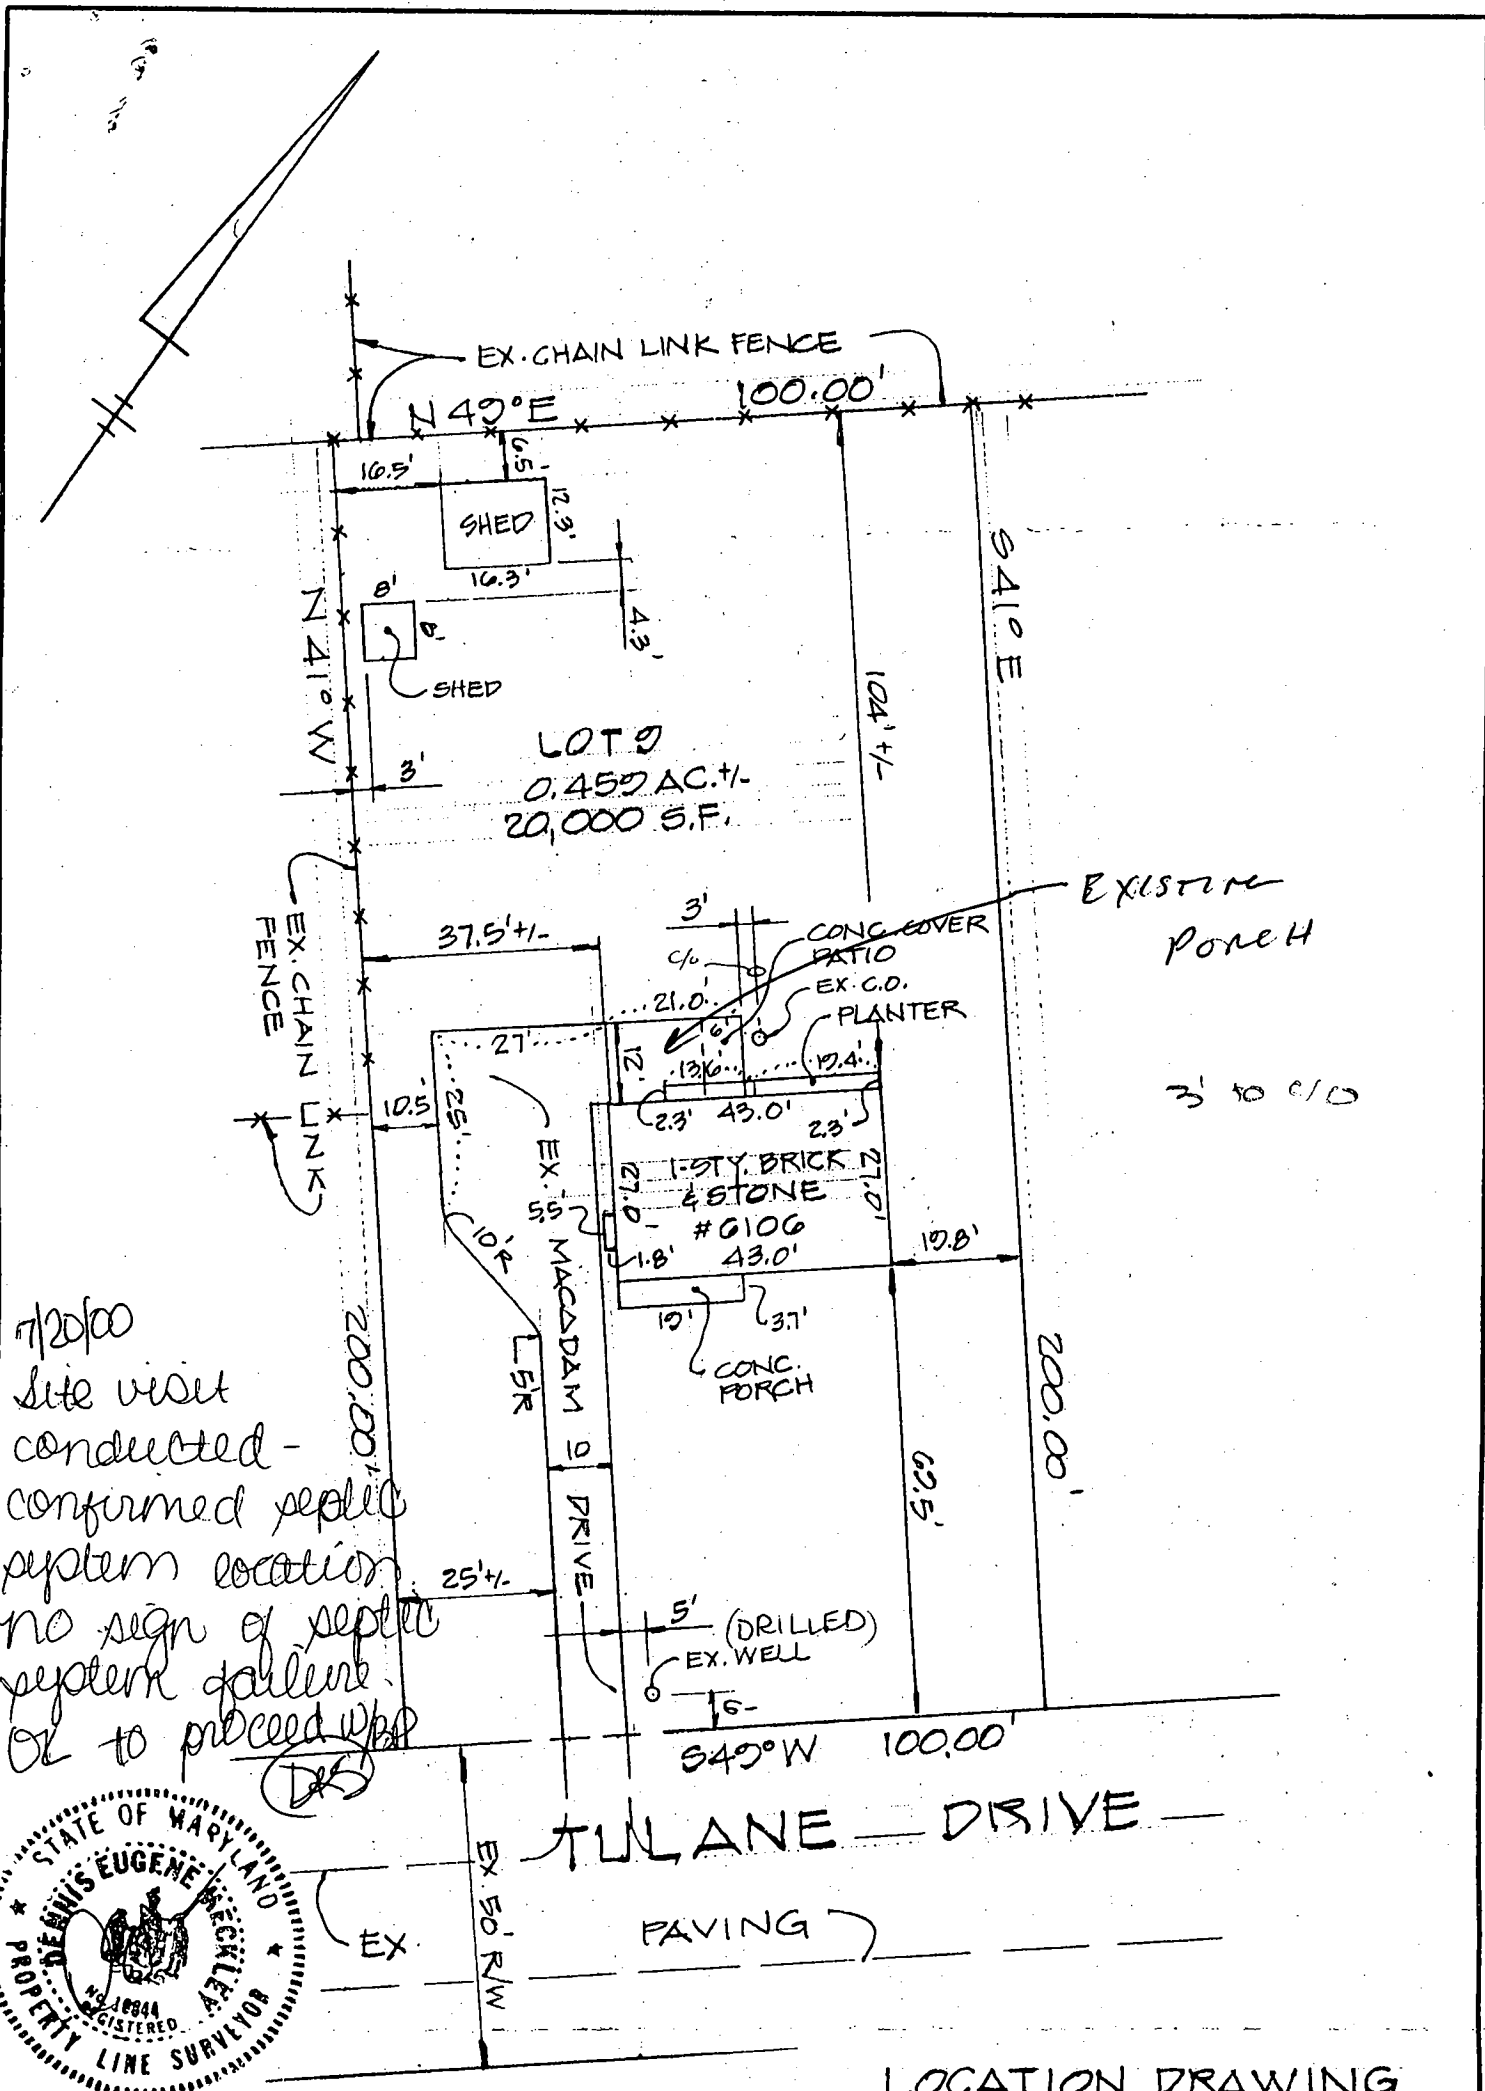 EX. CHAIN LINK FENCE
N 49° E
100.00'
16.5'
6.5'
SHED
12.3'
16.3'
8'
8'
4.3'
SHED
N 41° W
S 41° E
104' +/-
3'
LOT 9
0.459 AC. +/-
20,000 S.F.
EXISTING
PORCH
3'
CONC. COVER
PATIO
C/O
EX. C.O.
PLANTER
37.5' +/-
21.0'
6'
EX. CHAIN LINK
FENCE
27'
12'
13.6'
19.4'
3' to C/O
10.5'
25'
2.3'
43.0'
2.3'
1-STY. BRICK
& STONE
#6106
27.0'
27.0'
5.5'
1.8'
43.0'
19.8'
10'R
EX. MACADAM DRIVE
19'
3.7'
5'R
CONC.
PORCH
10
200.00'
200.00'
62.5'
7/20/00
Site visit
conducted -
confirmed septic
system location.
no sign of septic
system failure.
OK to proceed w/BP
25' +/-
5'
(DRILLED)
EX. WELL
6'
S49°W
100.00'
TULANE DRIVE
EX. 50' R/W
EX. PAVING
STATE OF MARYLAND
DENNIS EUGENE
No. 10844
REGISTERED
PROPERTY LINE SURVEYOR
LOCATION DRAWING